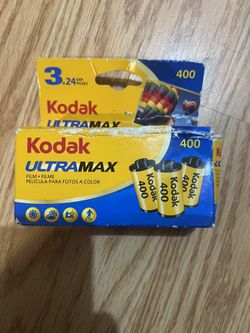 3 .24 EXP. POSES
400
Kodak
ULTRAMAX
Kodak
400
ULTRAMAX
FILM • FILME
PELÍCULA PARA FOTOS A COLOR
Kodak 400
Kodak 400
Kodak 400